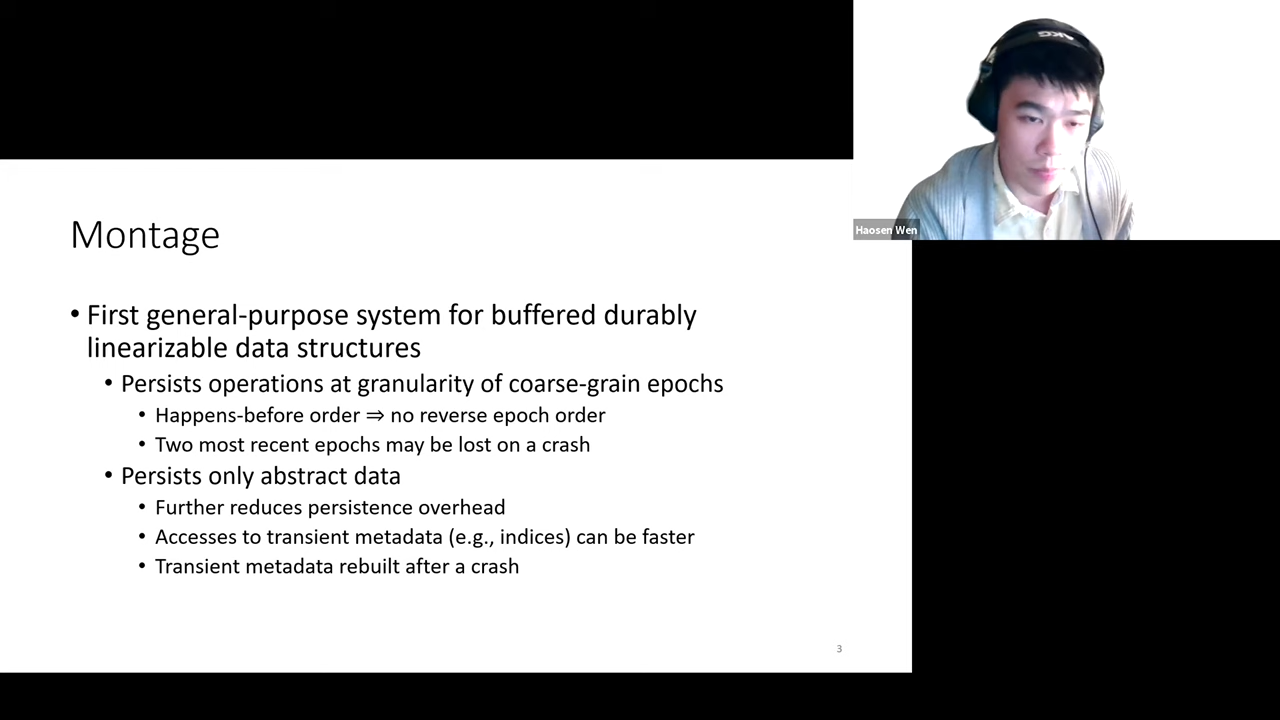 AKG
Haosen Wen
Montage
• First general-purpose system for buffered durably
linearizable data structures
• Persists operations at granularity of coarse-grain epochs
• Happens-before order ⇒ no reverse epoch order
• Two most recent epochs may be lost on a crash
• Persists only abstract data
• Further reduces persistence overhead
• Accesses to transient metadata (e.g., indices) can be faster
• Transient metadata rebuilt after a crash
3